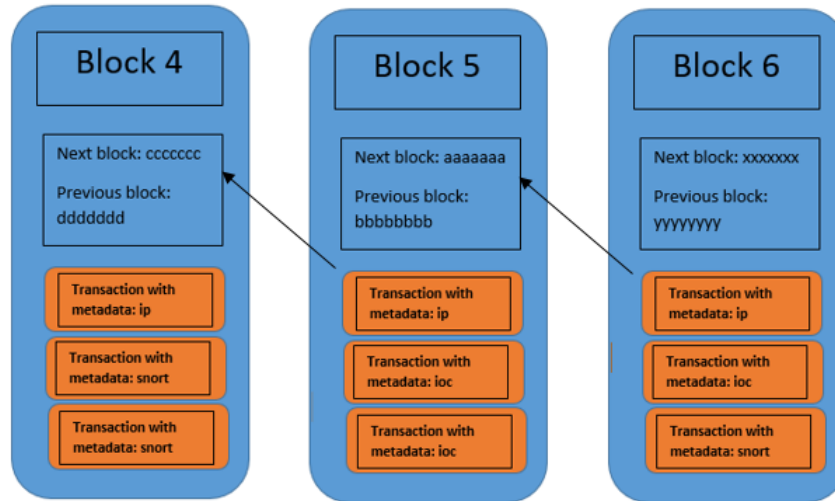 Block 4
Next block: ccccccc
Previous block:
ddddddd
Transaction with
metadata: ip
Transaction with
metadata: snort
Transaction with
metadata: snort
Block 5
Next block: aaaaaaa
Previous block:
bbbbbbbbb
Transaction with
metadata: ip
Transaction with
metadata: ioc
Transaction with
metadata: ioc
Block 6
Next block: xxxxxxx
Previous block:
yyyyyyyy
Transaction with
metadata: ip
Transaction with
metadata: ioc
Transaction with
metadata: snort